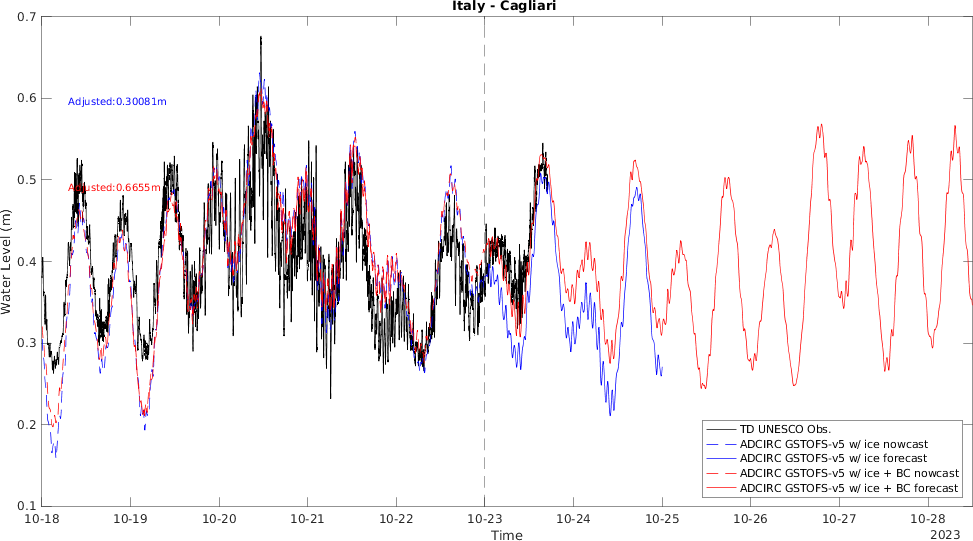 Italy - Cagliari
0.7
0.6
0.5
0.4
0.3
0.2
0.1
Water Level (m)
Adjusted:0.30081m
Adjusted:0.6655m
TD UNESCO Obs.
ADCIRC GSTOFS-v5 w/ ice nowcast
ADCIRC GSTOFS-v5 w/ ice forecast
ADCIRC GSTOFS-v5 w/ ice + BC nowcast
ADCIRC GSTOFS-v5 w/ ice + BC forecast
10-18 10-19 10-20 10-21 10-22 10-23 10-24 10-25 10-26 10-27 10-28
Time
2023